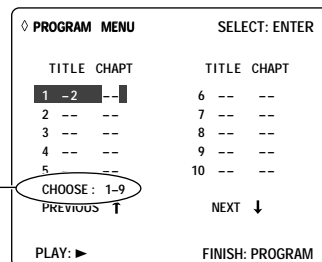 ◊ PROGRAM MENU SELECT: ENTER
TITLE CHAPT TITLE CHAPT
1 –2 –– 6 –– ––
2 –– –– 7 –– ––
3 –– –– 8 –– ––
4 –– –– 9 –– ––
5 –– –– 10 –– ––
CHOOSE : 1–9
PREVIOUS ↑ NEXT ↓
PLAY: ► FINISH: PROGRAM